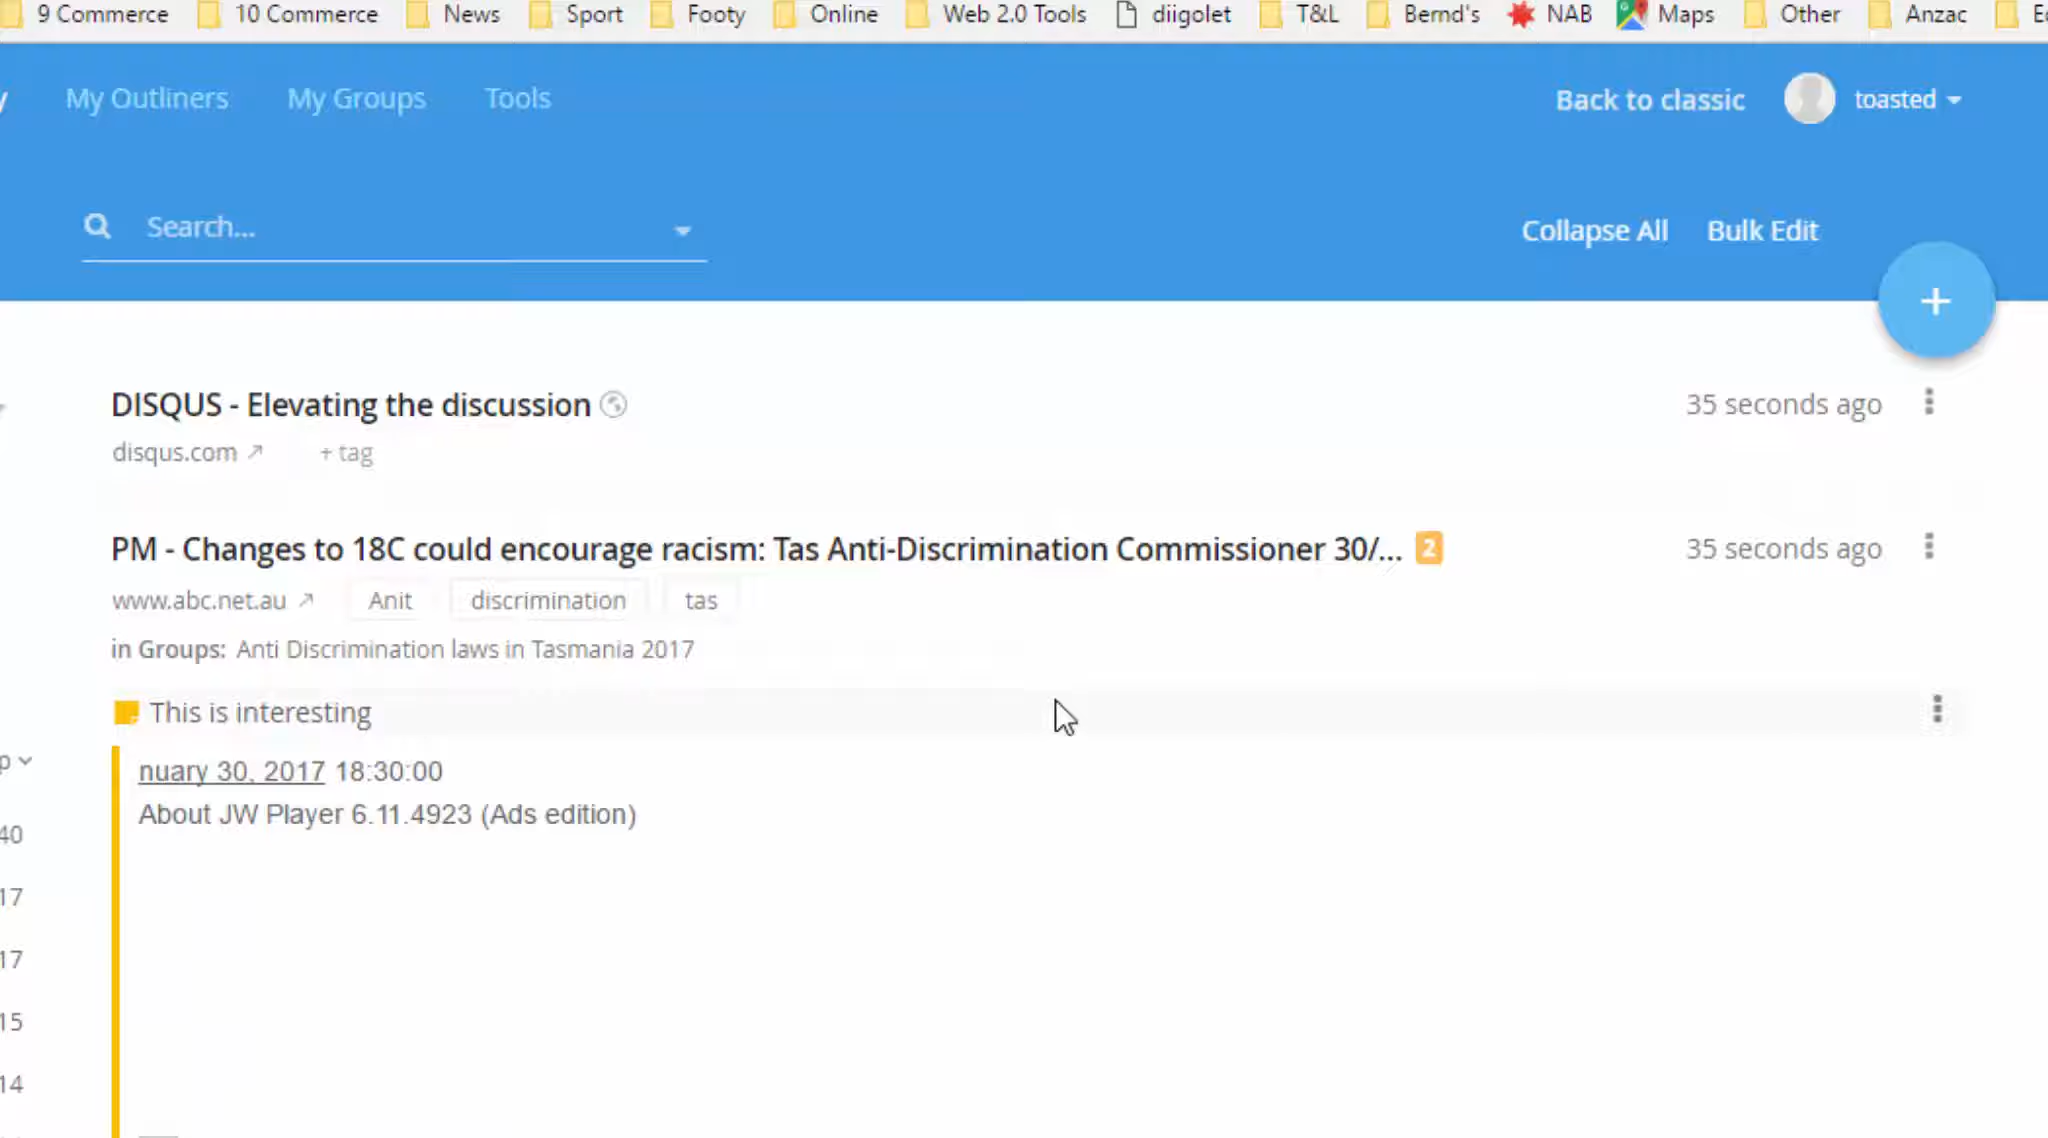 9 Commerce 10 Commerce News Sport Footy Online Web 2.0 Tools diigolet T&L Bernd's NAB Maps Other Anzac
My Outliners My Groups Tools Back to classic toasted
Search... Collapse All Bulk Edit
+
DISQUS - Elevating the discussion 35 seconds ago
disqus.com + tag
PM - Changes to 18C could encourage racism: Tas Anti-Discrimination Commissioner 30/... 2 35 seconds ago
www.abc.net.au Anit discrimination tas
in Groups: Anti Discrimination laws in Tasmania 2017
This is interesting
nuary 30, 2017 18:30:00
About JW Player 6.11.4923 (Ads edition)
40
17
17
15
14